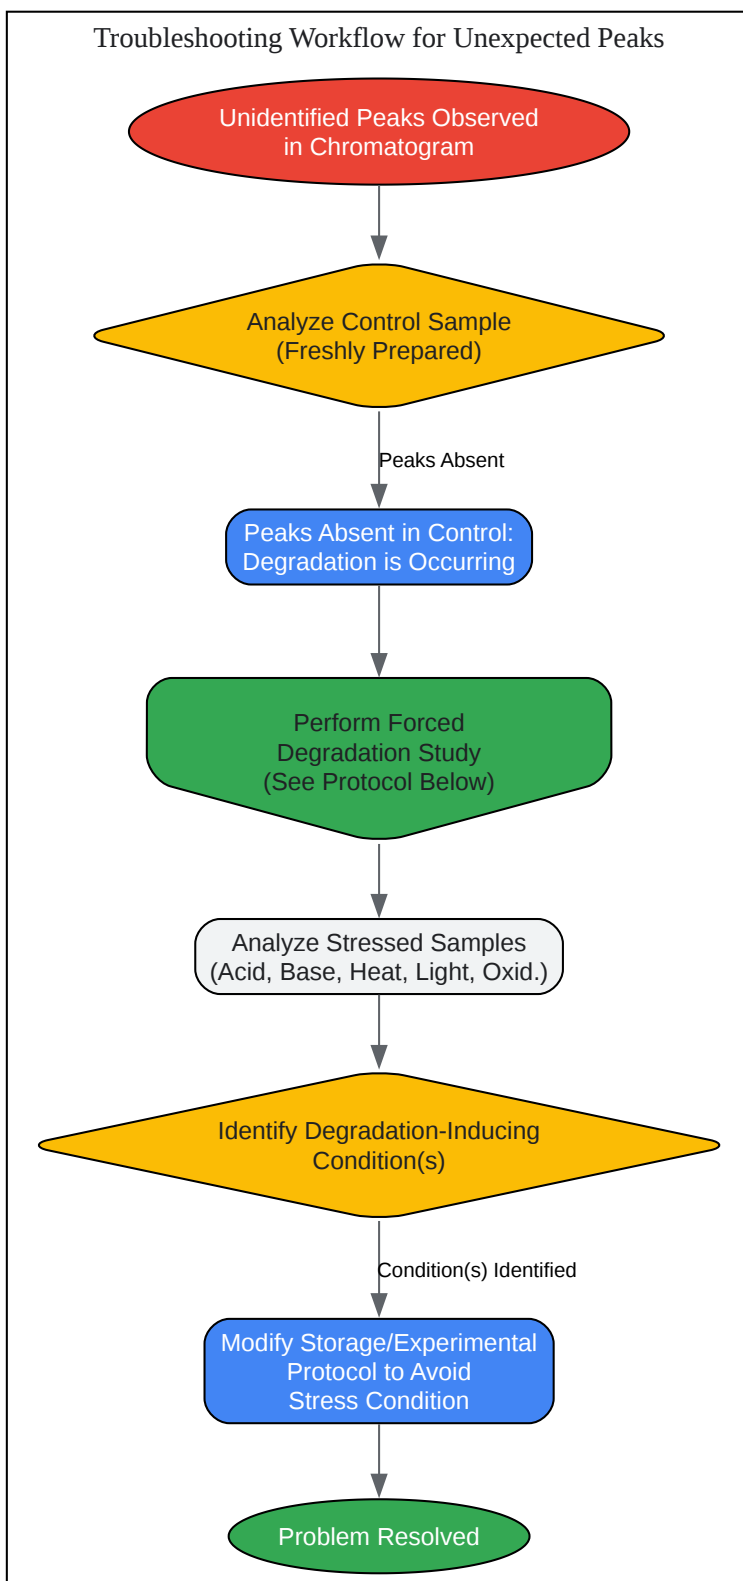 Troubleshooting Workflow for Unexpected Peaks
Unidentified Peaks Observed
in Chromatogram
Analyze Control Sample
(Freshly Prepared)
Peaks Absent
Peaks Absent in Control:
Degradation is Occurring
Perform Forced
Degradation Study
(See Protocol Below)
Analyze Stressed Samples
(Acid, Base, Heat, Light, Oxid.)
Identify Degradation-Inducing
Condition(s)
Condition(s) Identified
Modify Storage/Experimental
Protocol to Avoid
Stress Condition
Problem Resolved